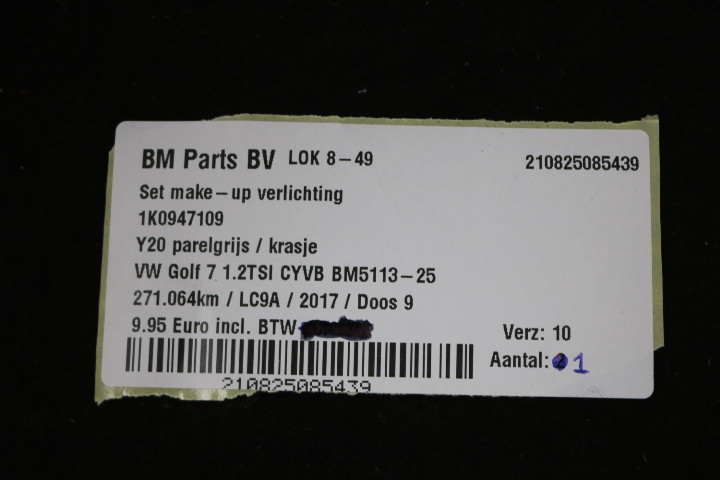 BM Parts BV LOK 8-49 210825085439
Set make-up verlichting
1K0947109
Y20 parelgrijs / krasje
VW Golf 7 1.2TSI CYVB BM5113-25
271.064km / LC9A / 2017 / Doos 9
9.95 Euro incl. BTW
Verz: 10
Aantal: 1
210825085439